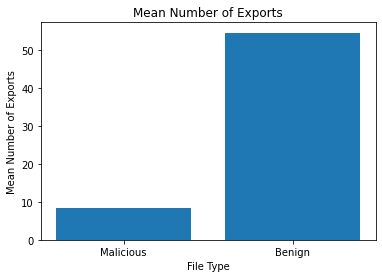 Mean Number of Exports
Mean Number of Exports
50
40
30
20
10
0
Malicious Benign
File Type